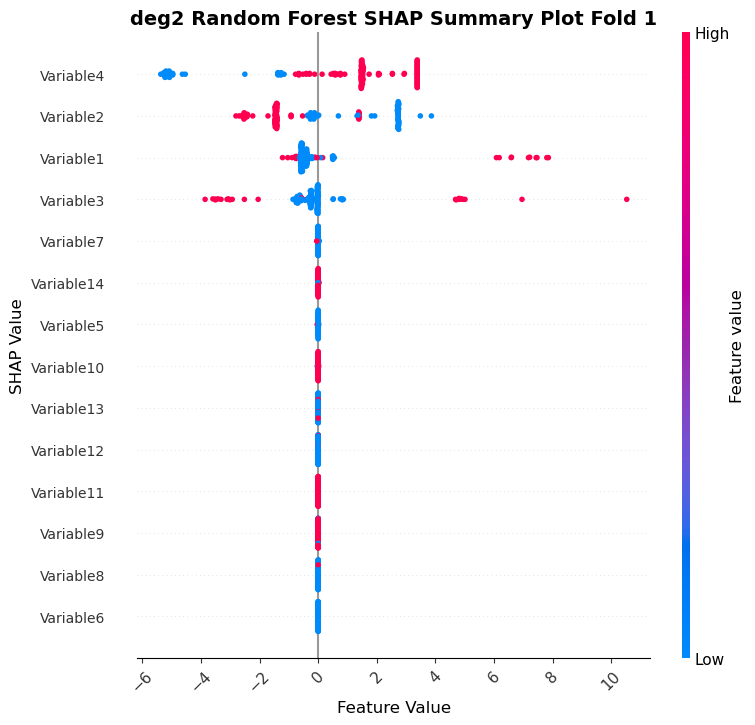 deg2 Random Forest SHAP Summary Plot Fold 1
High
Variable4
Variable2
Variable1
Variable3
Variable7
Variable14
Variable5
Variable10
Variable13
Variable12
Variable11
Variable9
Variable8
Variable6
SHAP Value
Feature value
Low
−6 −4 −2 0 2 4 6 8 10
Feature Value